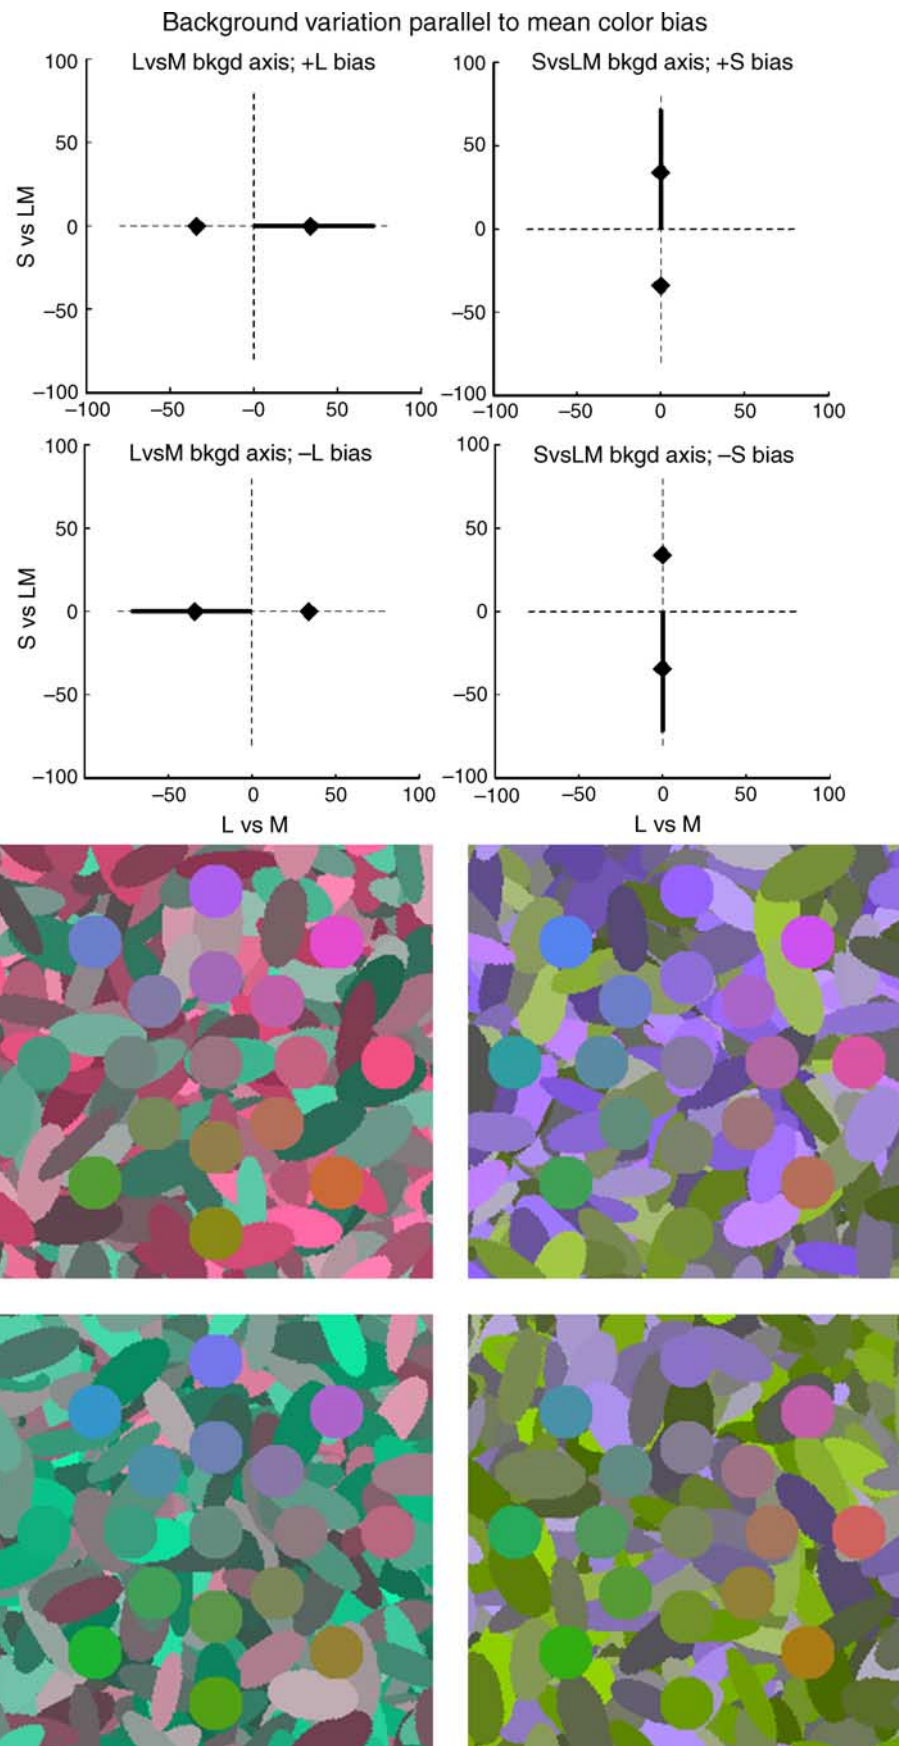 Background variation parallel to mean color bias
LvsM bkgd axis; +L bias
100
50
0
–50
–100
S vs LM
–100 –50 –0 50 100
SvsLM bkgd axis; +S bias
100
50
0
–50
–100
–100 –50 0 50 100
LvsM bkgd axis; –L bias
100
50
0
–50
–100
S vs LM
–50 0 50 100
L vs M
SvsLM bkgd axis; –S bias
100
50
0
–50
–100
–100 –50 0 50 100
L vs M